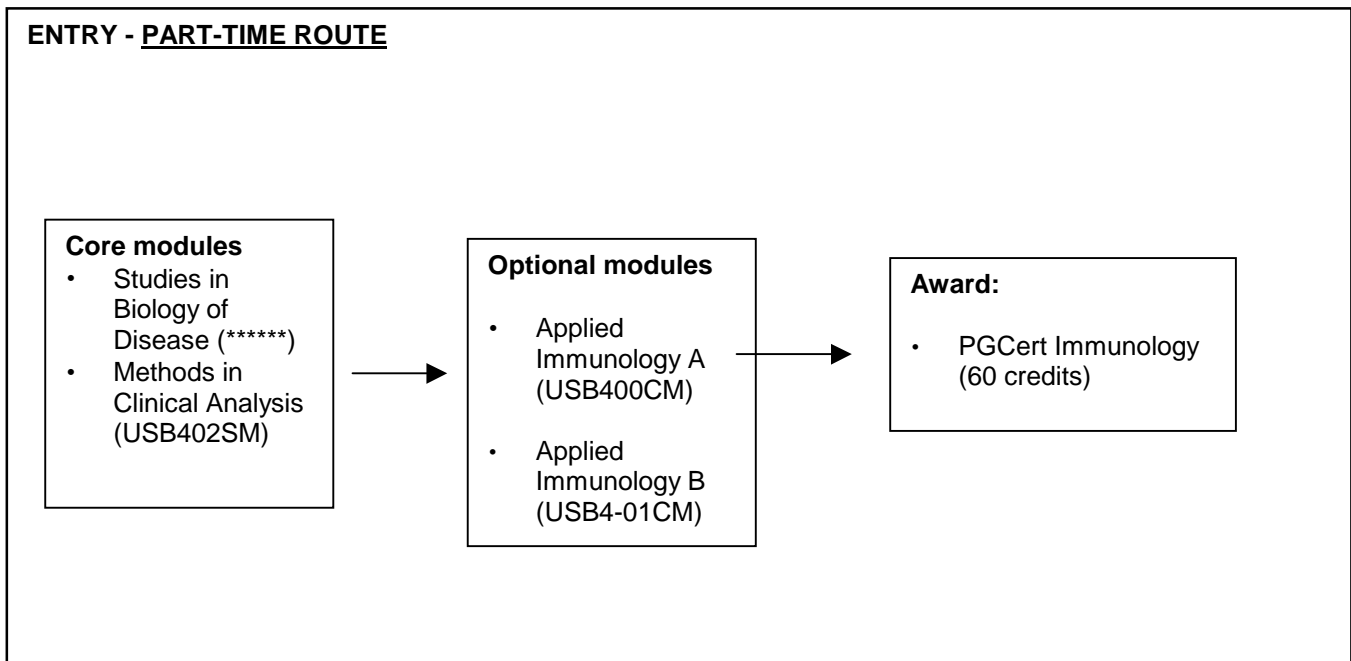 ENTRY - PART-TIME ROUTE
Core modules
• Studies in
Biology of
Disease (******)
• Methods in
Clinical Analysis
(USB402SM)
Optional modules
• Applied
Immunology A
(USB400CM)
• Applied
Immunology B
(USB4-01CM)
Award:
• PGCert Immunology
(60 credits)